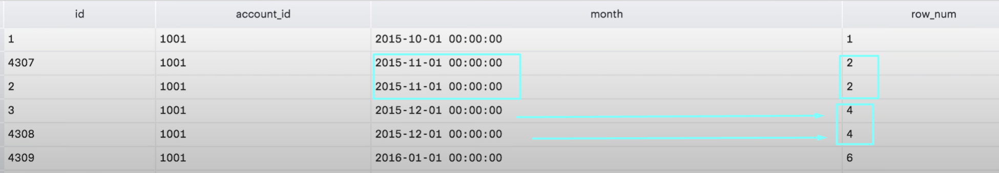 id account_id month row_num
1 1001 2015-10-01 00:00:00 1
4307 1001 2015-11-01 00:00:00 2
2 1001 2015-11-01 00:00:00 2
3 1001 2015-12-01 00:00:00 4
4308 1001 2015-12-01 00:00:00 4
4309 1001 2016-01-01 00:00:00 6